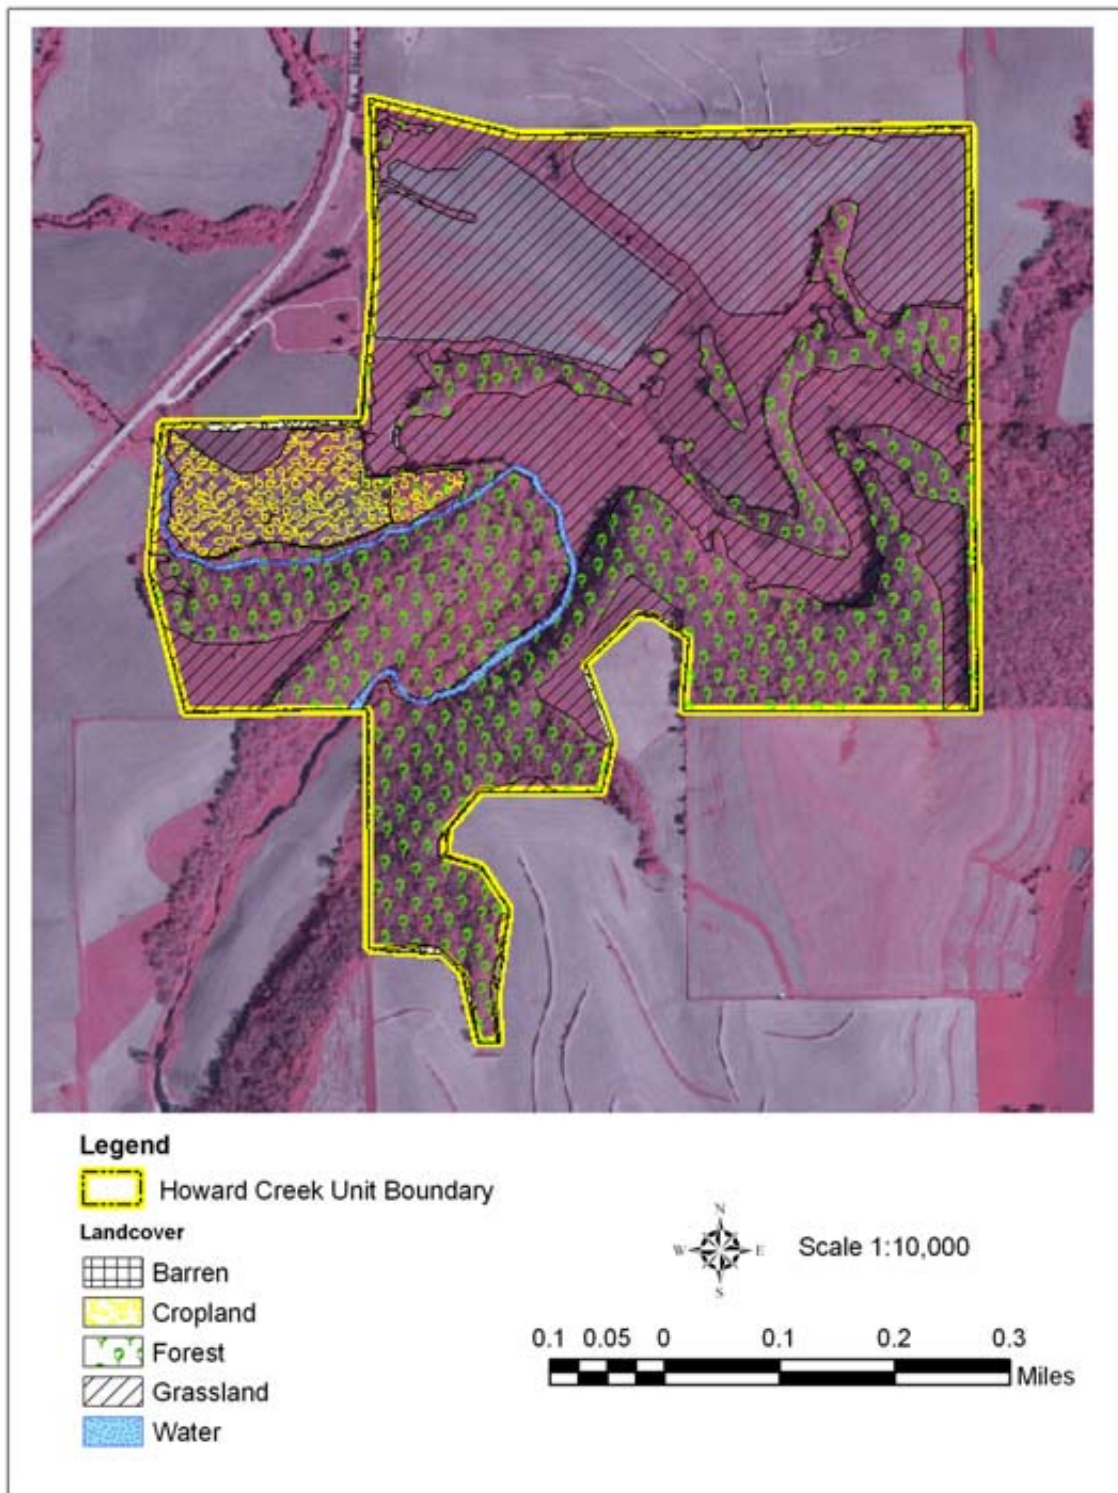 Legend
Howard Creek Unit Boundary
Landcover
Barren
Cropland
Forest
Grassland
Water
N
W E
S
Scale 1:10,000
0.1 0.05 0 0.1 0.2 0.3
Miles